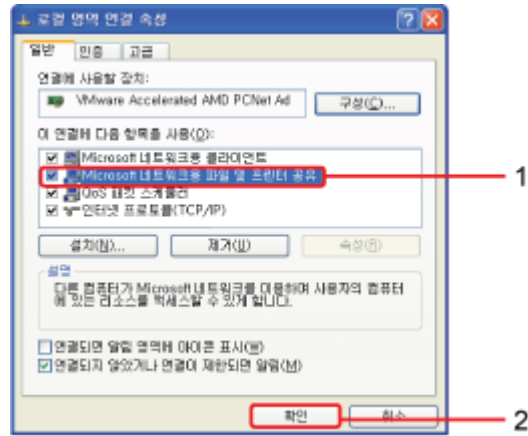 로컬 영역 연결 속성
일반 인증 고급
연결에 사용할 장치:
VMware Accelerated AMD PCNet Ad 구성(C)...
이 연결에 다음 항목을 사용(O):
Microsoft 네트워크용 클라이언트
Microsoft 네트워크용 파일 및 프린터 공유
1
QoS 패킷 스케줄러
인터넷 프로토콜(TCP/IP)
설치(N)... 제거(U) 속성(R)
설명
다른 컴퓨터가 Microsoft 네트워크를 이용하여 사용자의 컴퓨터
에 있는 리소스를 액세스할 수 있게 합니다.
연결되면 알림 영역에 아이콘 표시(W)
연결되지 않았거나 연결이 제한되면 알림(M)
확인 취소
2